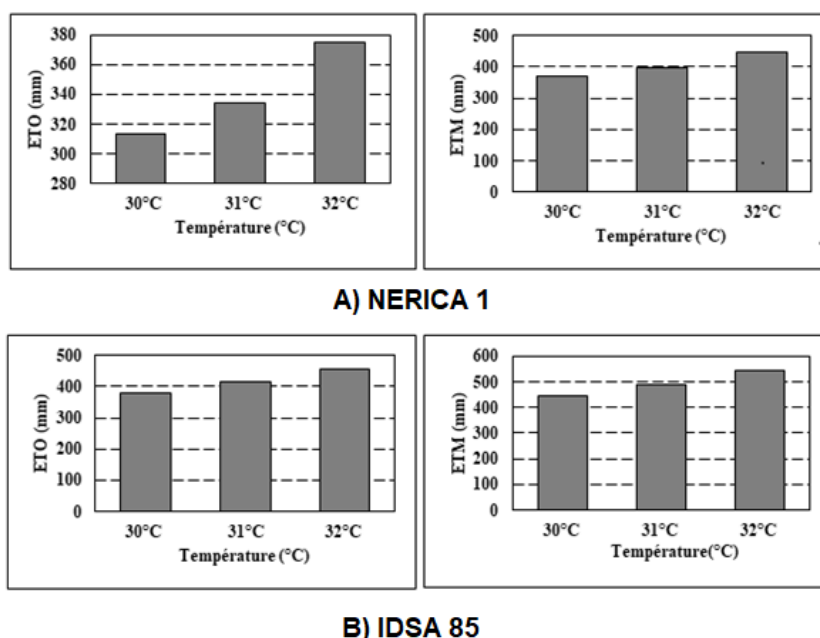 380
360
340
320
300
280
ETO (mm)
30°C 31°C 32°C
Température (°C)
500
400
300
200
100
0
ETM (mm)
30°C 31°C 32°C
Température (°C)
A) NERICA 1
500
400
300
200
100
0
ETO (mm)
30°C 31°C 32°C
Température (°C)
600
500
400
300
200
100
0
ETM (mm)
30°C 31°C 32°C
Température(°C)
B) IDSA 85